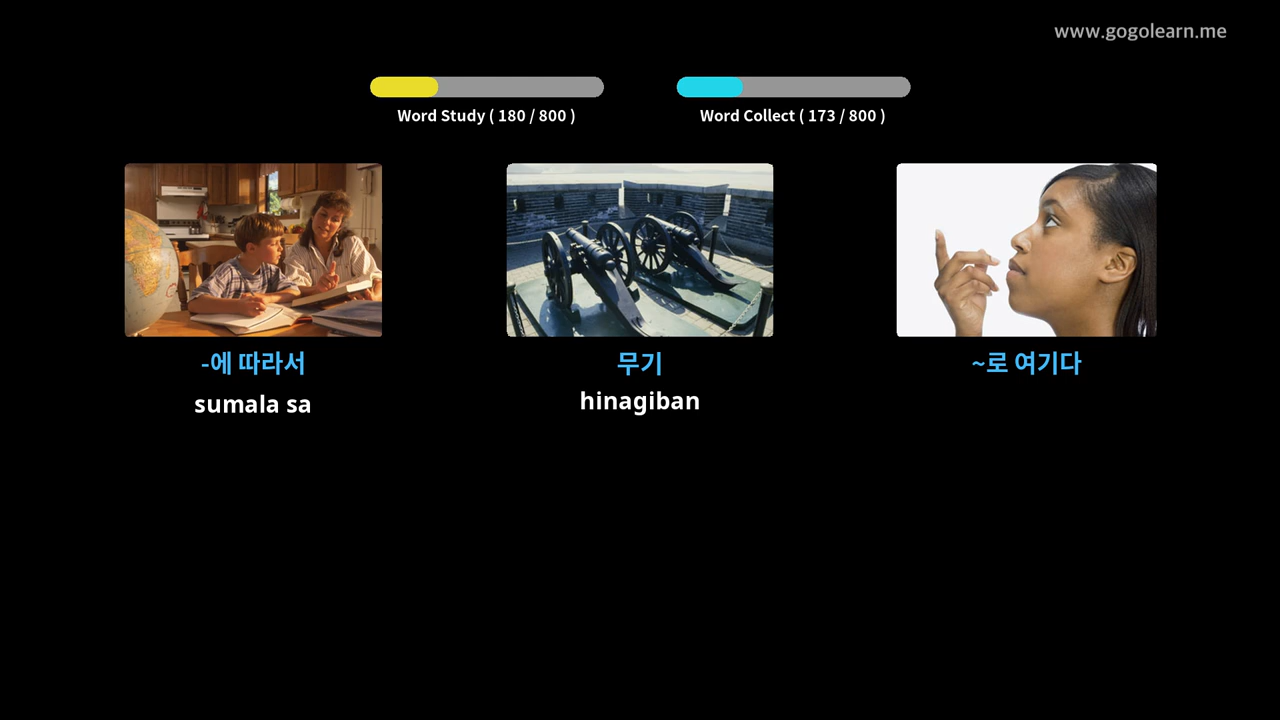 www.gogolearn.me
Word Study ( 180 / 800 )
Word Collect ( 173 / 800 )
-에 따라서
무기
~로 여기다
sumala sa
hinagiban